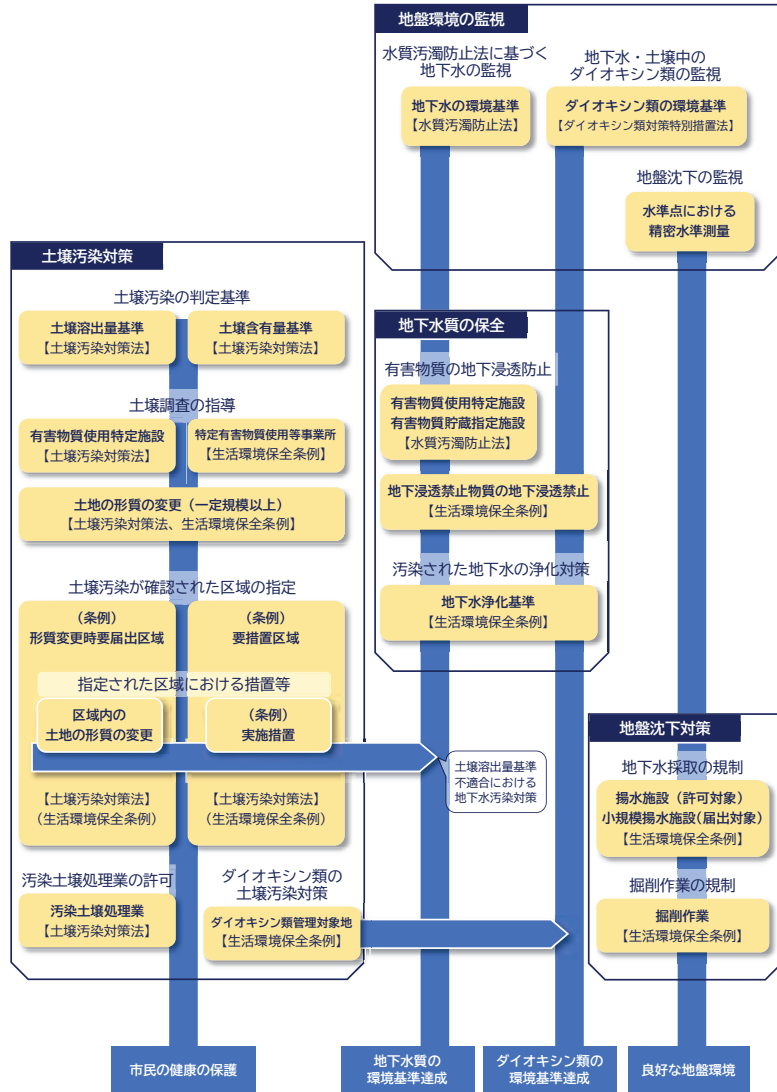 地盤環境の監視
水質汚濁防止法に基づく
地下水の監視
地下水の環境基準
【水質汚濁防止法】
地下水・土壌中の
ダイオキシン類の監視
ダイオキシン類の環境基準
【ダイオキシン類対策特別措置法】
地盤沈下の監視
水準点における
精密水準測量
土壌汚染対策
土壌汚染の判定基準
土壌溶出量基準
【土壌汚染対策法】
土壌含有量基準
【土壌汚染対策法】
土壌調査の指導
有害物質使用特定施設
【土壌汚染対策法】
特定有害物質使用等事業所
【生活環境保全条例】
土地の形質の変更（一定規模以上）
【土壌汚染対策法、生活環境保全条例】
土壌汚染が確認された区域の指定
（条例）
形質変更時要届出区域
（条例）
要措置区域
指定された区域における措置等
区域内の
土地の形質の変更
（条例）
実施措置
【土壌汚染対策法】
（生活環境保全条例）
【土壌汚染対策法】
（生活環境保全条例）
土壌溶出量基準
不適合における
地下水汚染対策
汚染土壌処理業の許可
汚染土壌処理業
【土壌汚染対策法】
ダイオキシン類の
土壌汚染対策
ダイオキシン類管理対象地
【生活環境保全条例】
地下水質の保全
有害物質の地下浸透防止
有害物質使用特定施設
有害物質貯蔵指定施設
【水質汚濁防止法】
地下浸透禁止物質の地下浸透禁止
【生活環境保全条例】
汚染された地下水の浄化対策
地下水浄化基準
【生活環境保全条例】
地盤沈下対策
地下水採取の規制
揚水施設（許可対象）
小規模揚水施設（届出対象）
【生活環境保全条例】
掘削作業の規制
掘削作業
【生活環境保全条例】
市民の健康の保護
地下水質の
環境基準達成
ダイオキシン類の
環境基準達成
良好な地盤環境